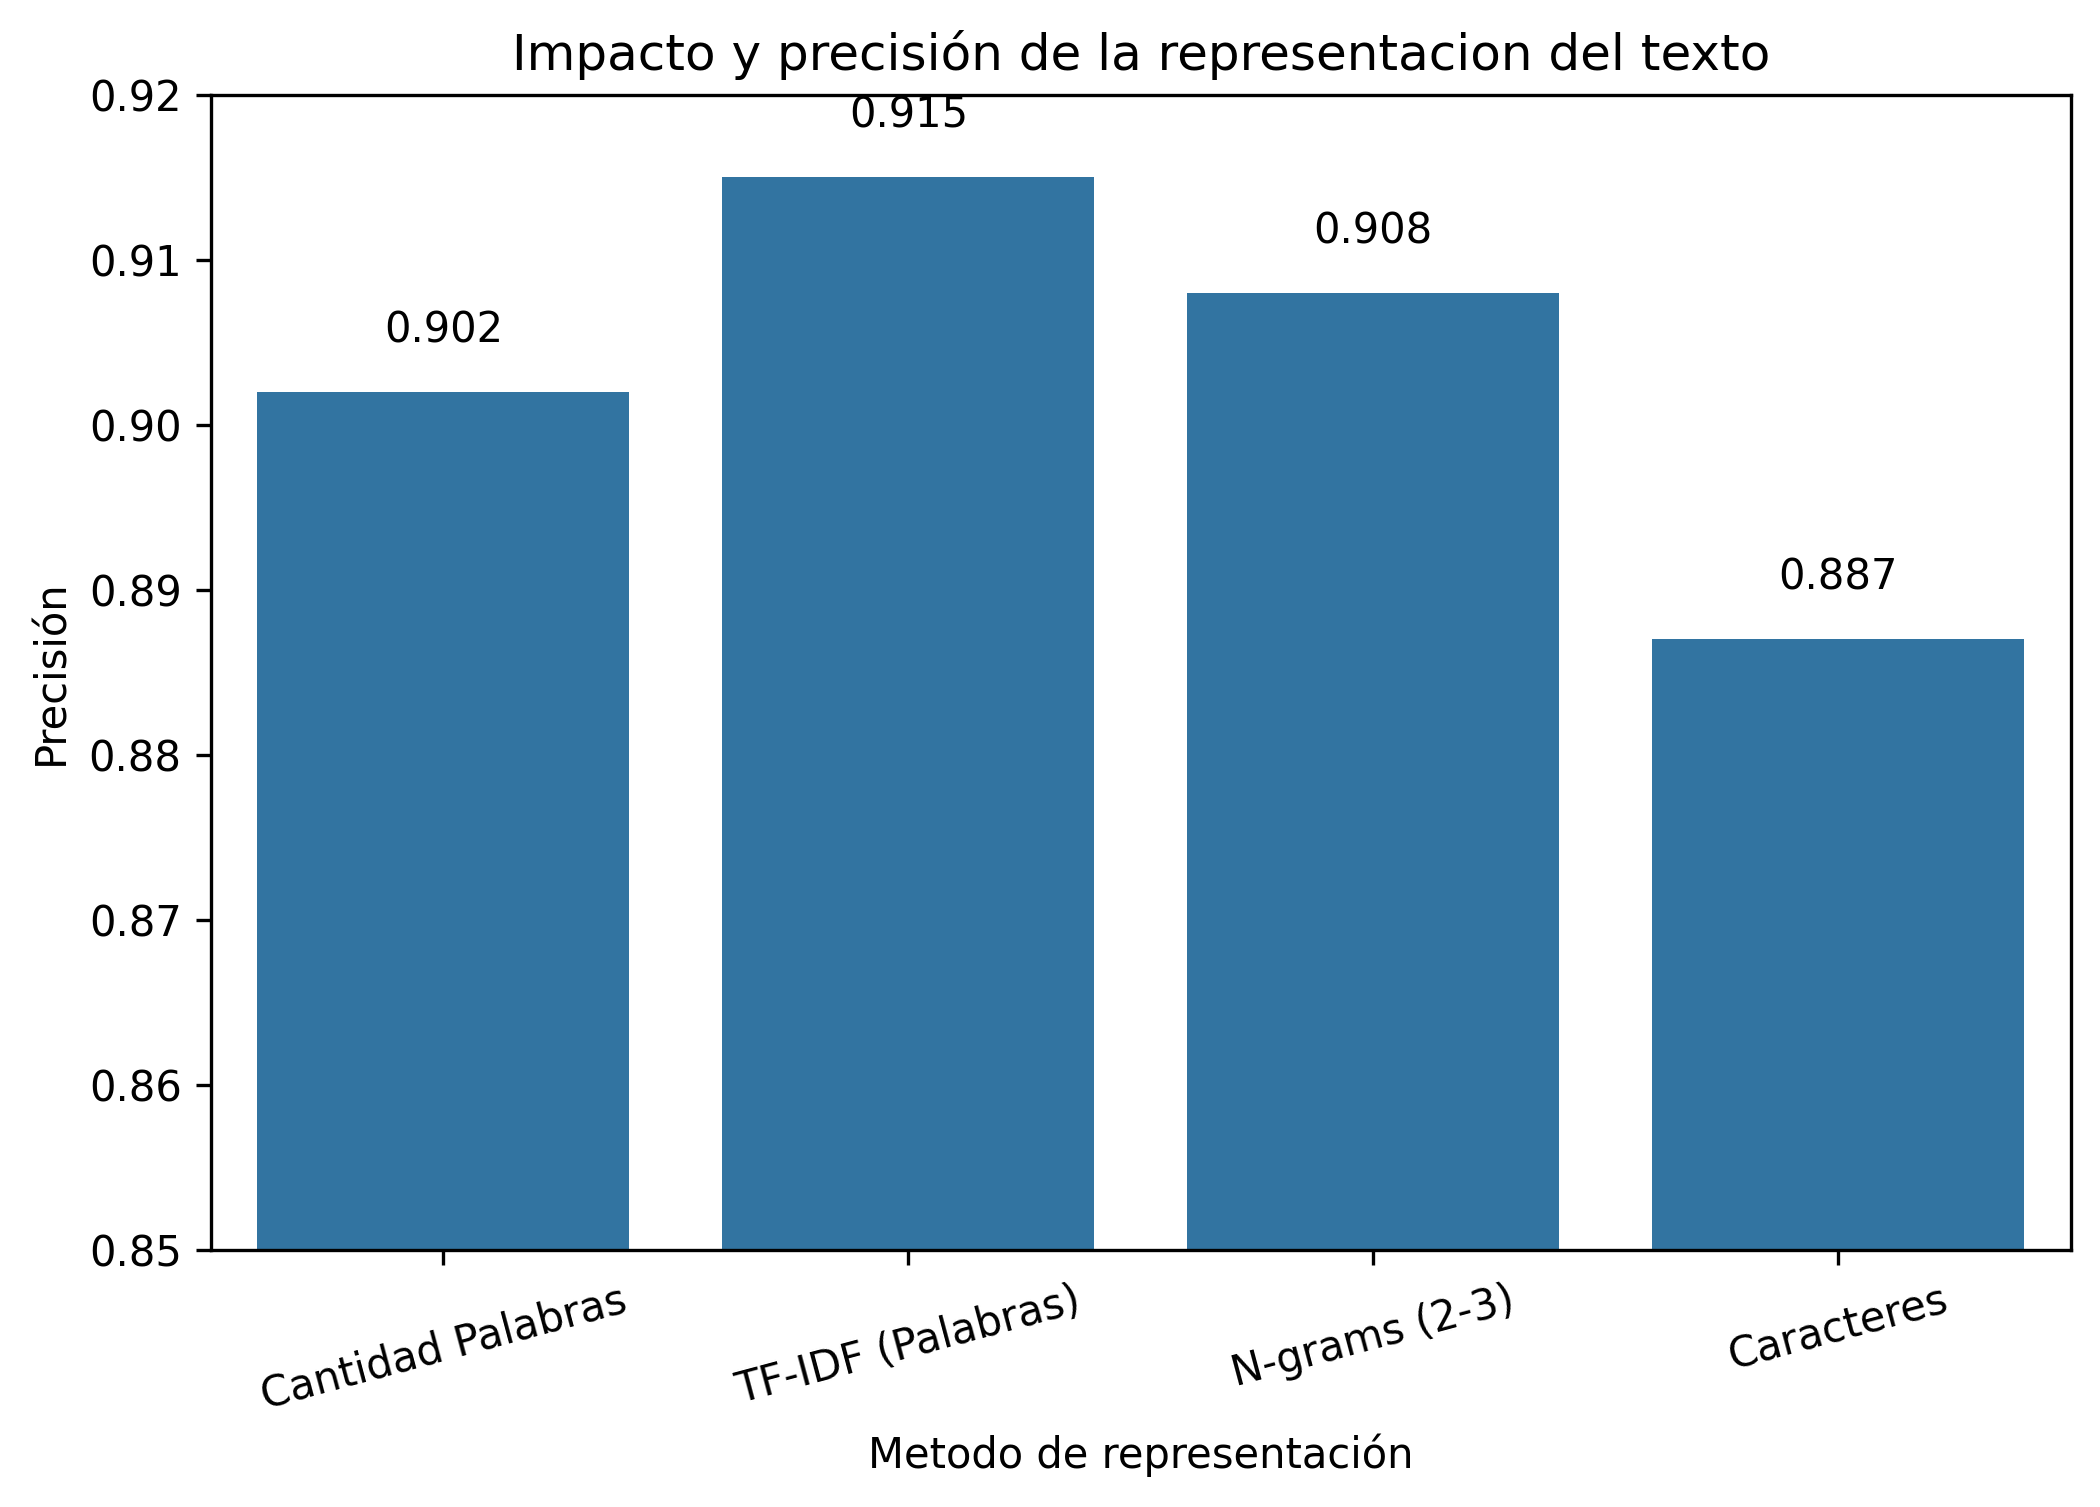 Impacto y precisión de la representacion del texto
0.92
0.91
0.90
0.89
0.88
0.87
0.86
0.85
Precisión
0.902
0.915
0.908
0.887
Cantidad Palabras
TF-IDF (Palabras)
N-grams (2-3)
Caracteres
Metodo de representación